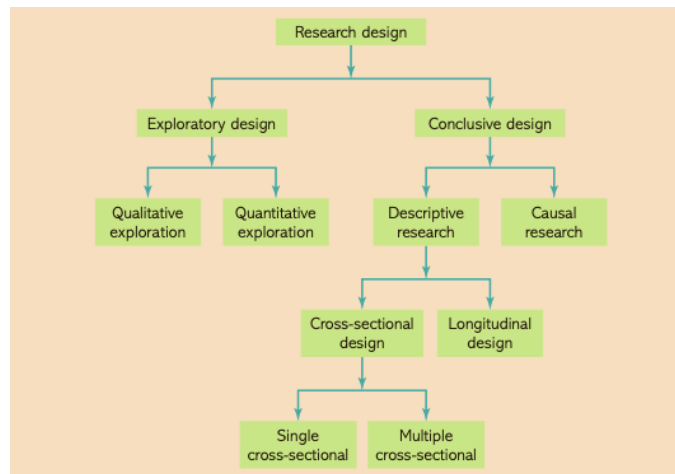 Research design
Exploratory design
Conclusive design
Qualitative
exploration
Quantitative
exploration
Descriptive
research
Causal
research
Cross-sectional
design
Longitudinal
design
Single
cross-sectional
Multiple
cross-sectional